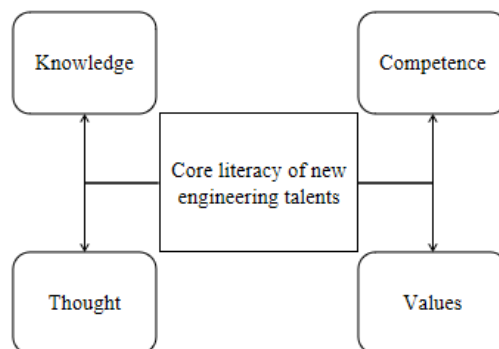 Knowledge
Competence
Core literacy of new
engineering talents
Thought
Values